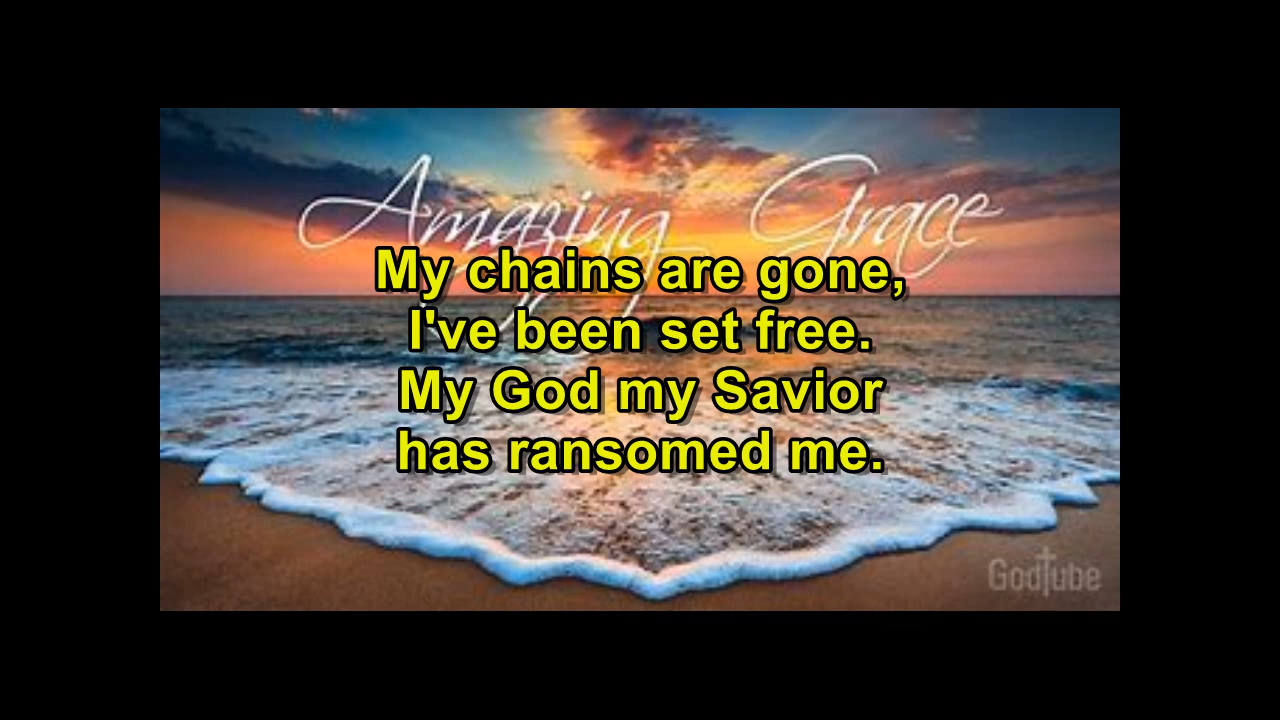 Amazing Grace
My chains are gone,
I've been set free.
My God my Savior
has ransomed me.
GodTube